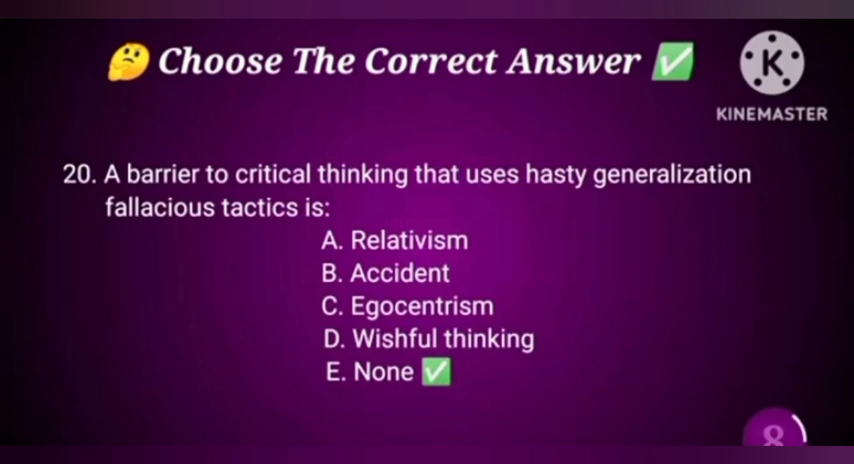 🤔 Choose The Correct Answer ✅
K
KINEMASTER
20. A barrier to critical thinking that uses hasty generalization
fallacious tactics is:
A. Relativism
B. Accident
C. Egocentrism
D. Wishful thinking
E. None ✅
8